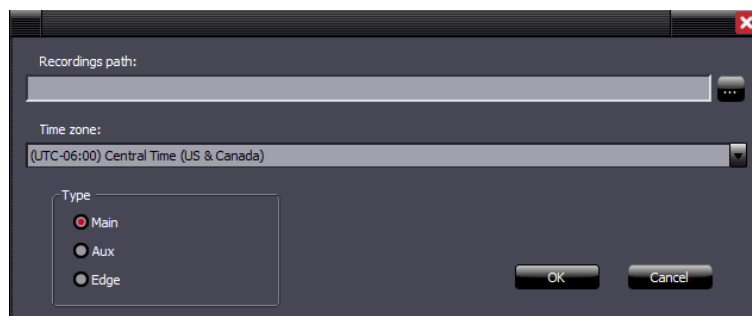 Recordings path:
...
Time zone:
(UTC-06:00) Central Time (US & Canada)
Type
Main
Aux
Edge
OK
Cancel